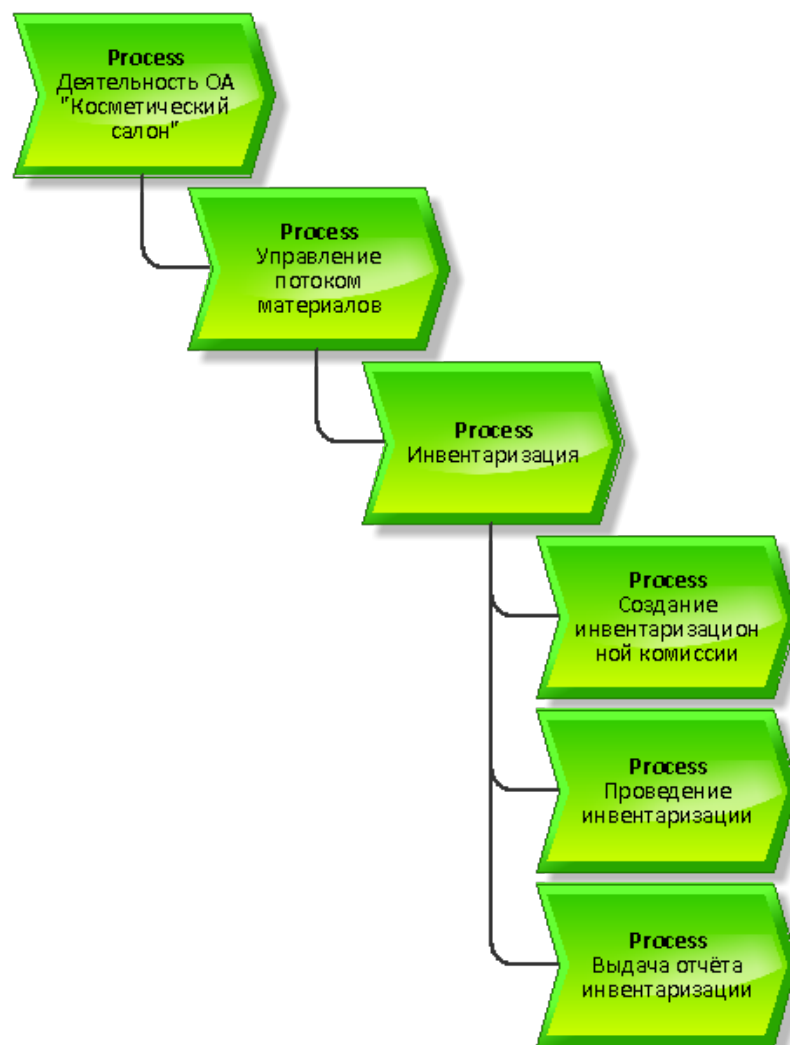 Process
Деятельность ОА
"Косметический
салон"
Process
Управление
потоком
материалов
Process
Инвентаризация
Process
Создание
инвентаризацион
ной комиссии
Process
Проведение
инвентаризации
Process
Выдача отчёта
инвентаризации